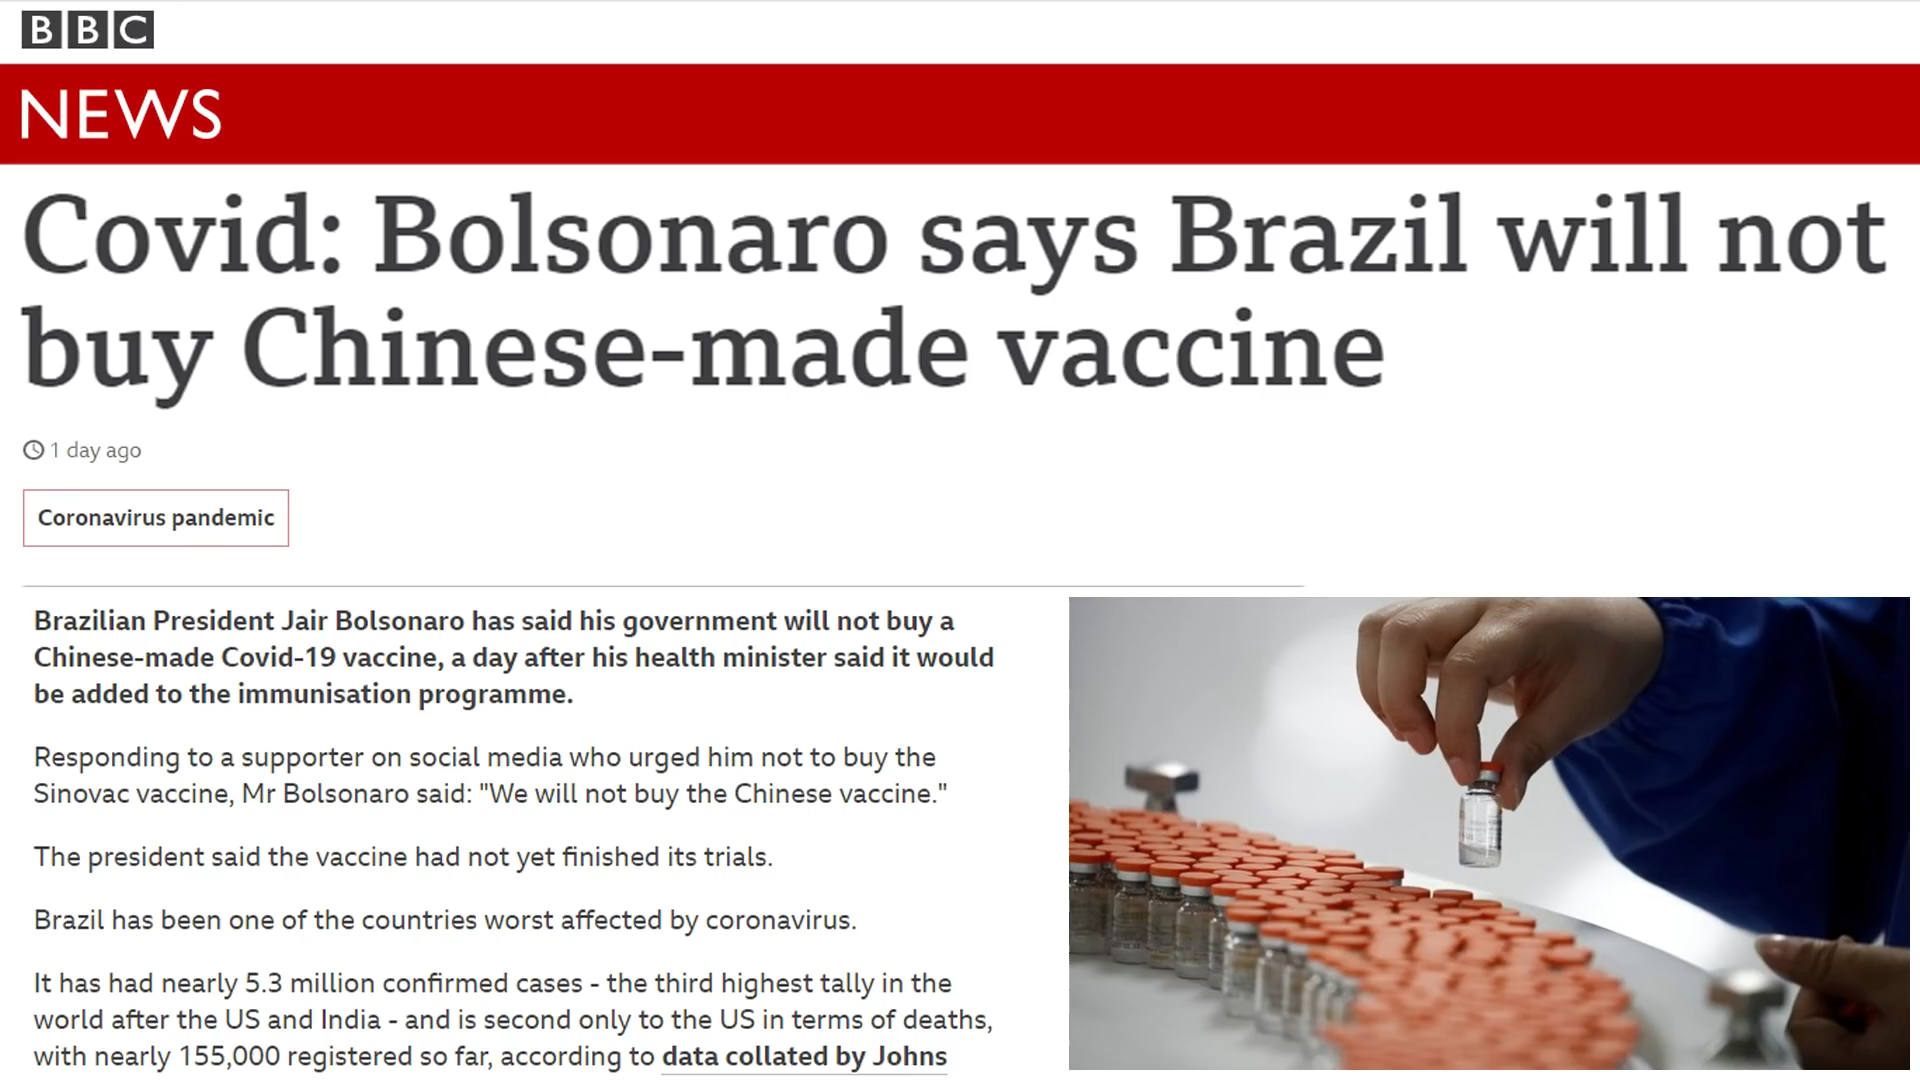 BBC
NEWS
Covid: Bolsonaro says Brazil will not
buy Chinese-made vaccine
1 day ago
Coronavirus pandemic
Brazilian President Jair Bolsonaro has said his government will not buy a
Chinese-made Covid-19 vaccine, a day after his health minister said it would
be added to the immunisation programme.
Responding to a supporter on social media who urged him not to buy the
Sinovac vaccine, Mr Bolsonaro said: "We will not buy the Chinese vaccine."
The president said the vaccine had not yet finished its trials.
Brazil has been one of the countries worst affected by coronavirus.
It has had nearly 5.3 million confirmed cases - the third highest tally in the
world after the US and India - and is second only to the US in terms of deaths,
with nearly 155,000 registered so far, according to data collated by Johns